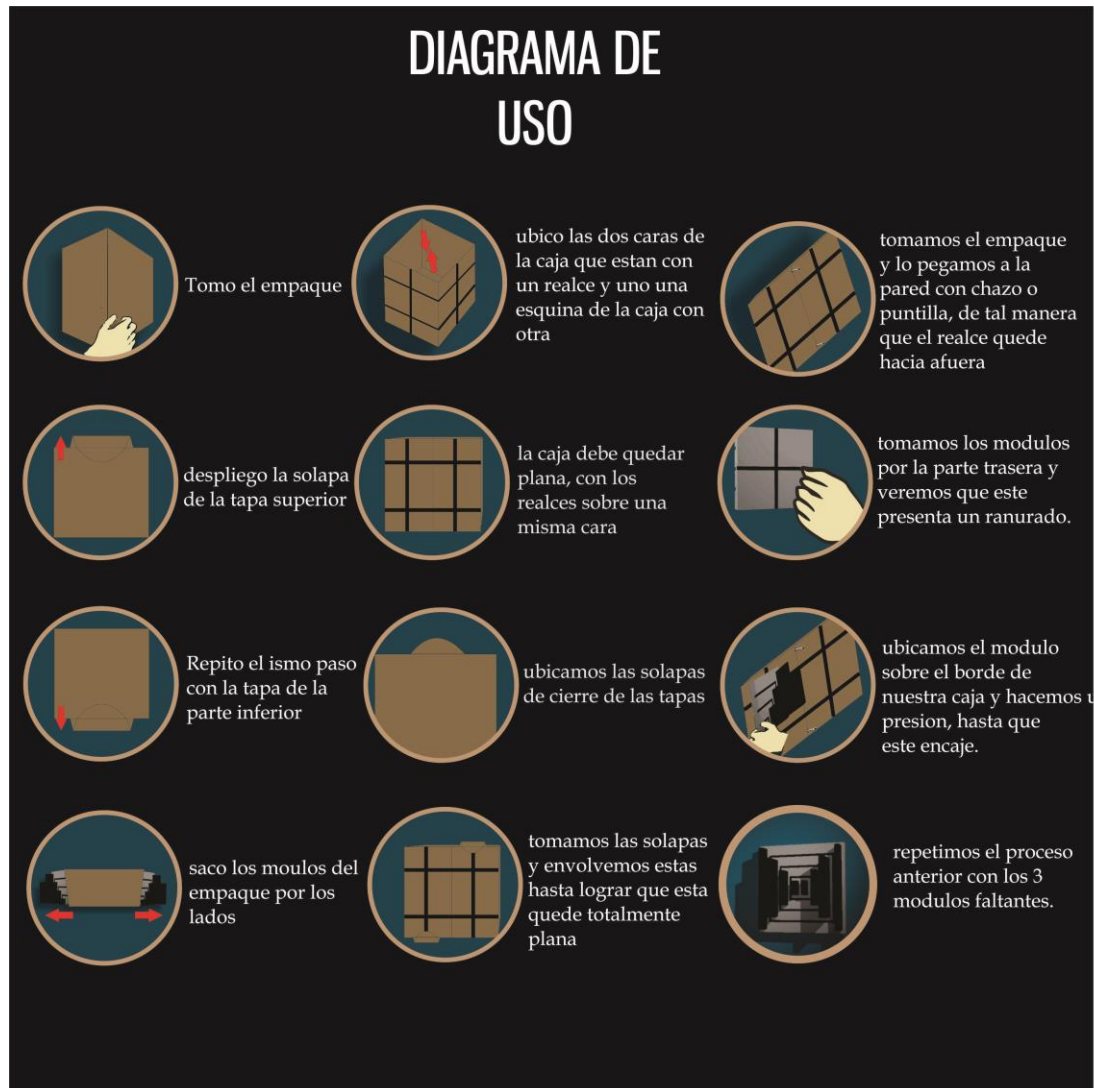 DIAGRAMA DE
USO
Tomo el empaque
despliego la solapa
de la tapa superior
Repito el ismo paso
con la tapa de la
parte inferior
saco los moulos del
empaque por los
lados
ubico las dos caras de
la caja que estan con
un realce y uno una
esquina de la caja con
otra
la caja debe quedar
plana, con los
realces sobre una
misma cara
ubicamos las solapas
de cierre de las tapas
tomamos las solapas
y envolvemos estas
hasta lograr que esta
quede totalmente
plana
tomamos el empaque
y lo pegamos a la
pared con chazo o
puntilla, de tal manera
que el realce quede
hacia afuera
tomamos los modulos
por la parte trasera y
veremos que este
presenta un ranurado.
ubicamos el modulo
sobre el borde de
nuestra caja y hacemos u
presion, hasta que
este encaje.
repetimos el proceso
anterior con los 3
modulos faltantes.